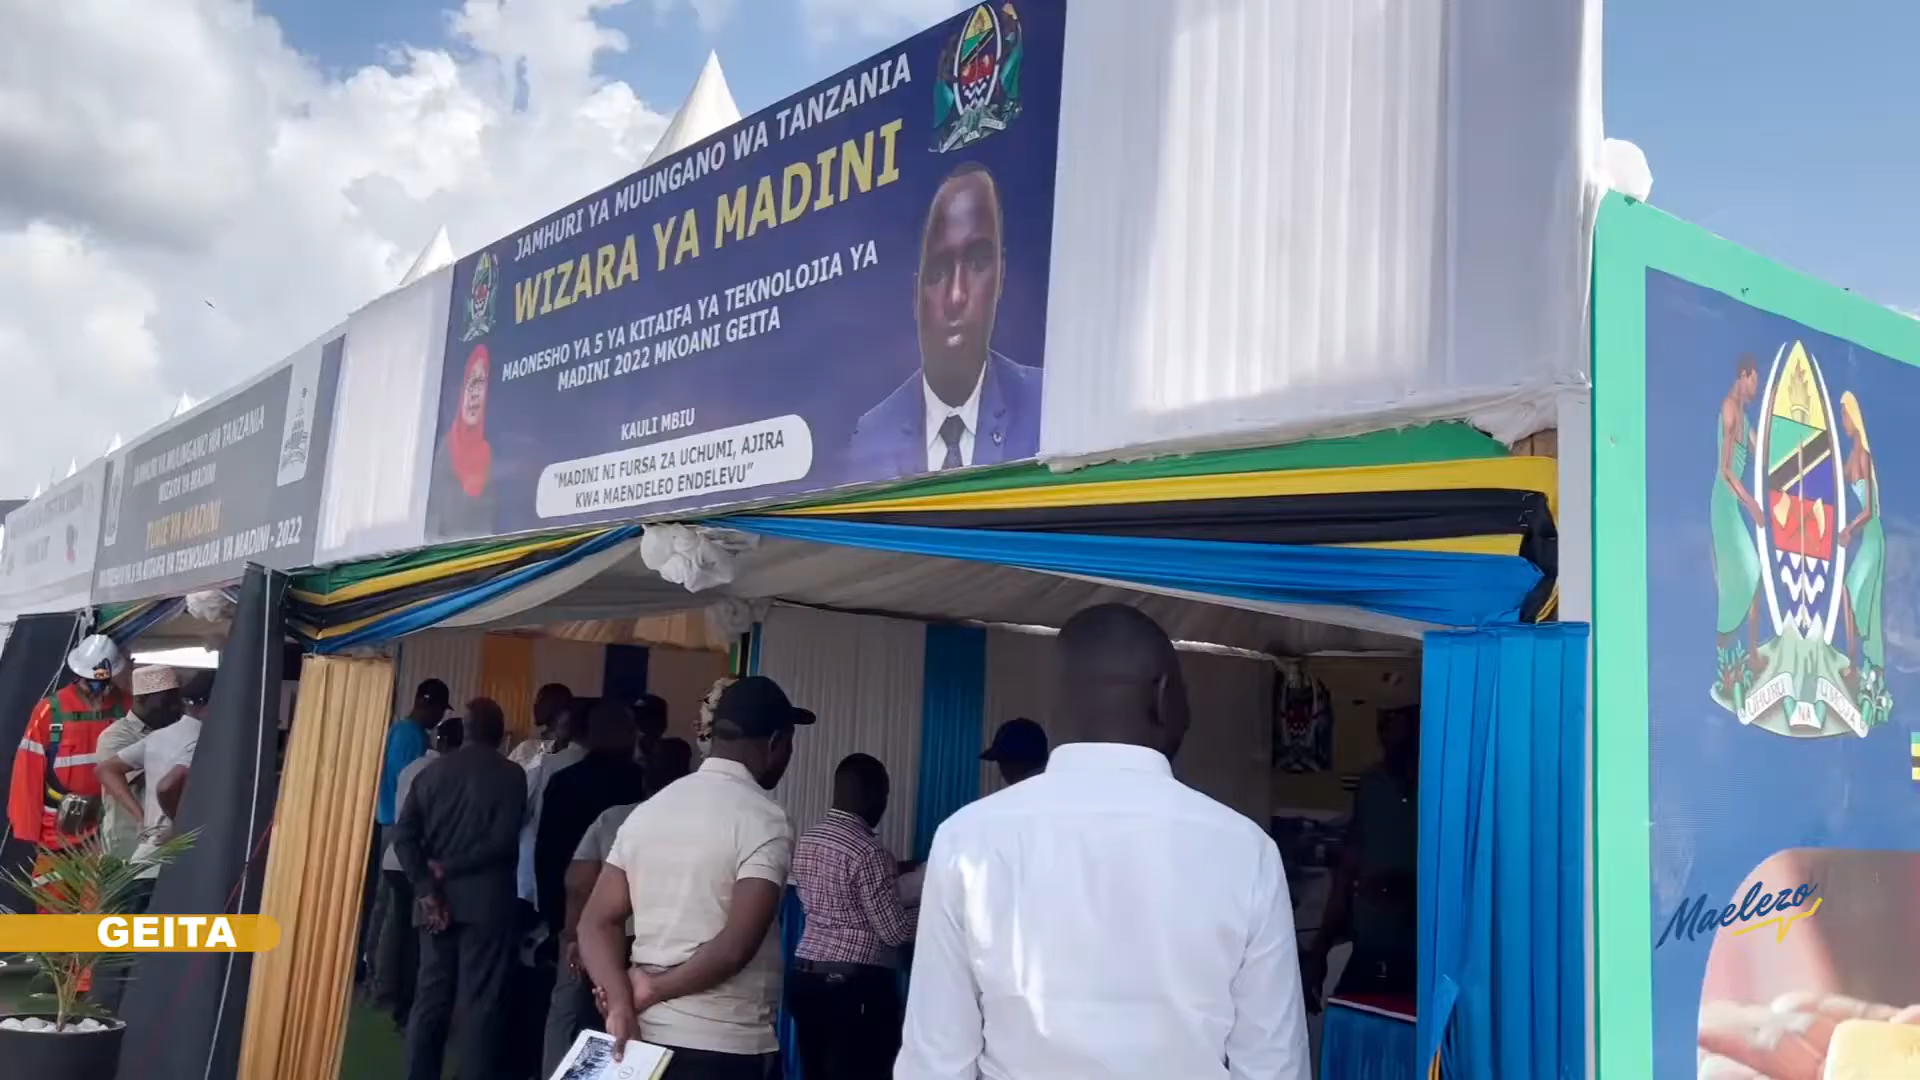 JAMHURI YA MUUNGANO WA TANZANIA
WIZARA YA MADINI
MAONESHO YA 5 YA KITAIFA YA TEKNOLOJIA YA
MADINI 2022 MKOANI GEITA
KAULI MBIU
"MADINI NI FURSA ZA UCHUMI, AJIRA
KWA MAENDELEO ENDELEVU"
JAMHURI YA MUUNGANO WA TANZANIA
WIZARA YA MADINI
TUME YA MADINI
MAONESHO YA 5 YA KITAIFA YA TEKNOLOJIA YA MADINI - 2022
UHURU NA UMOJA
GEITA
Maelezo